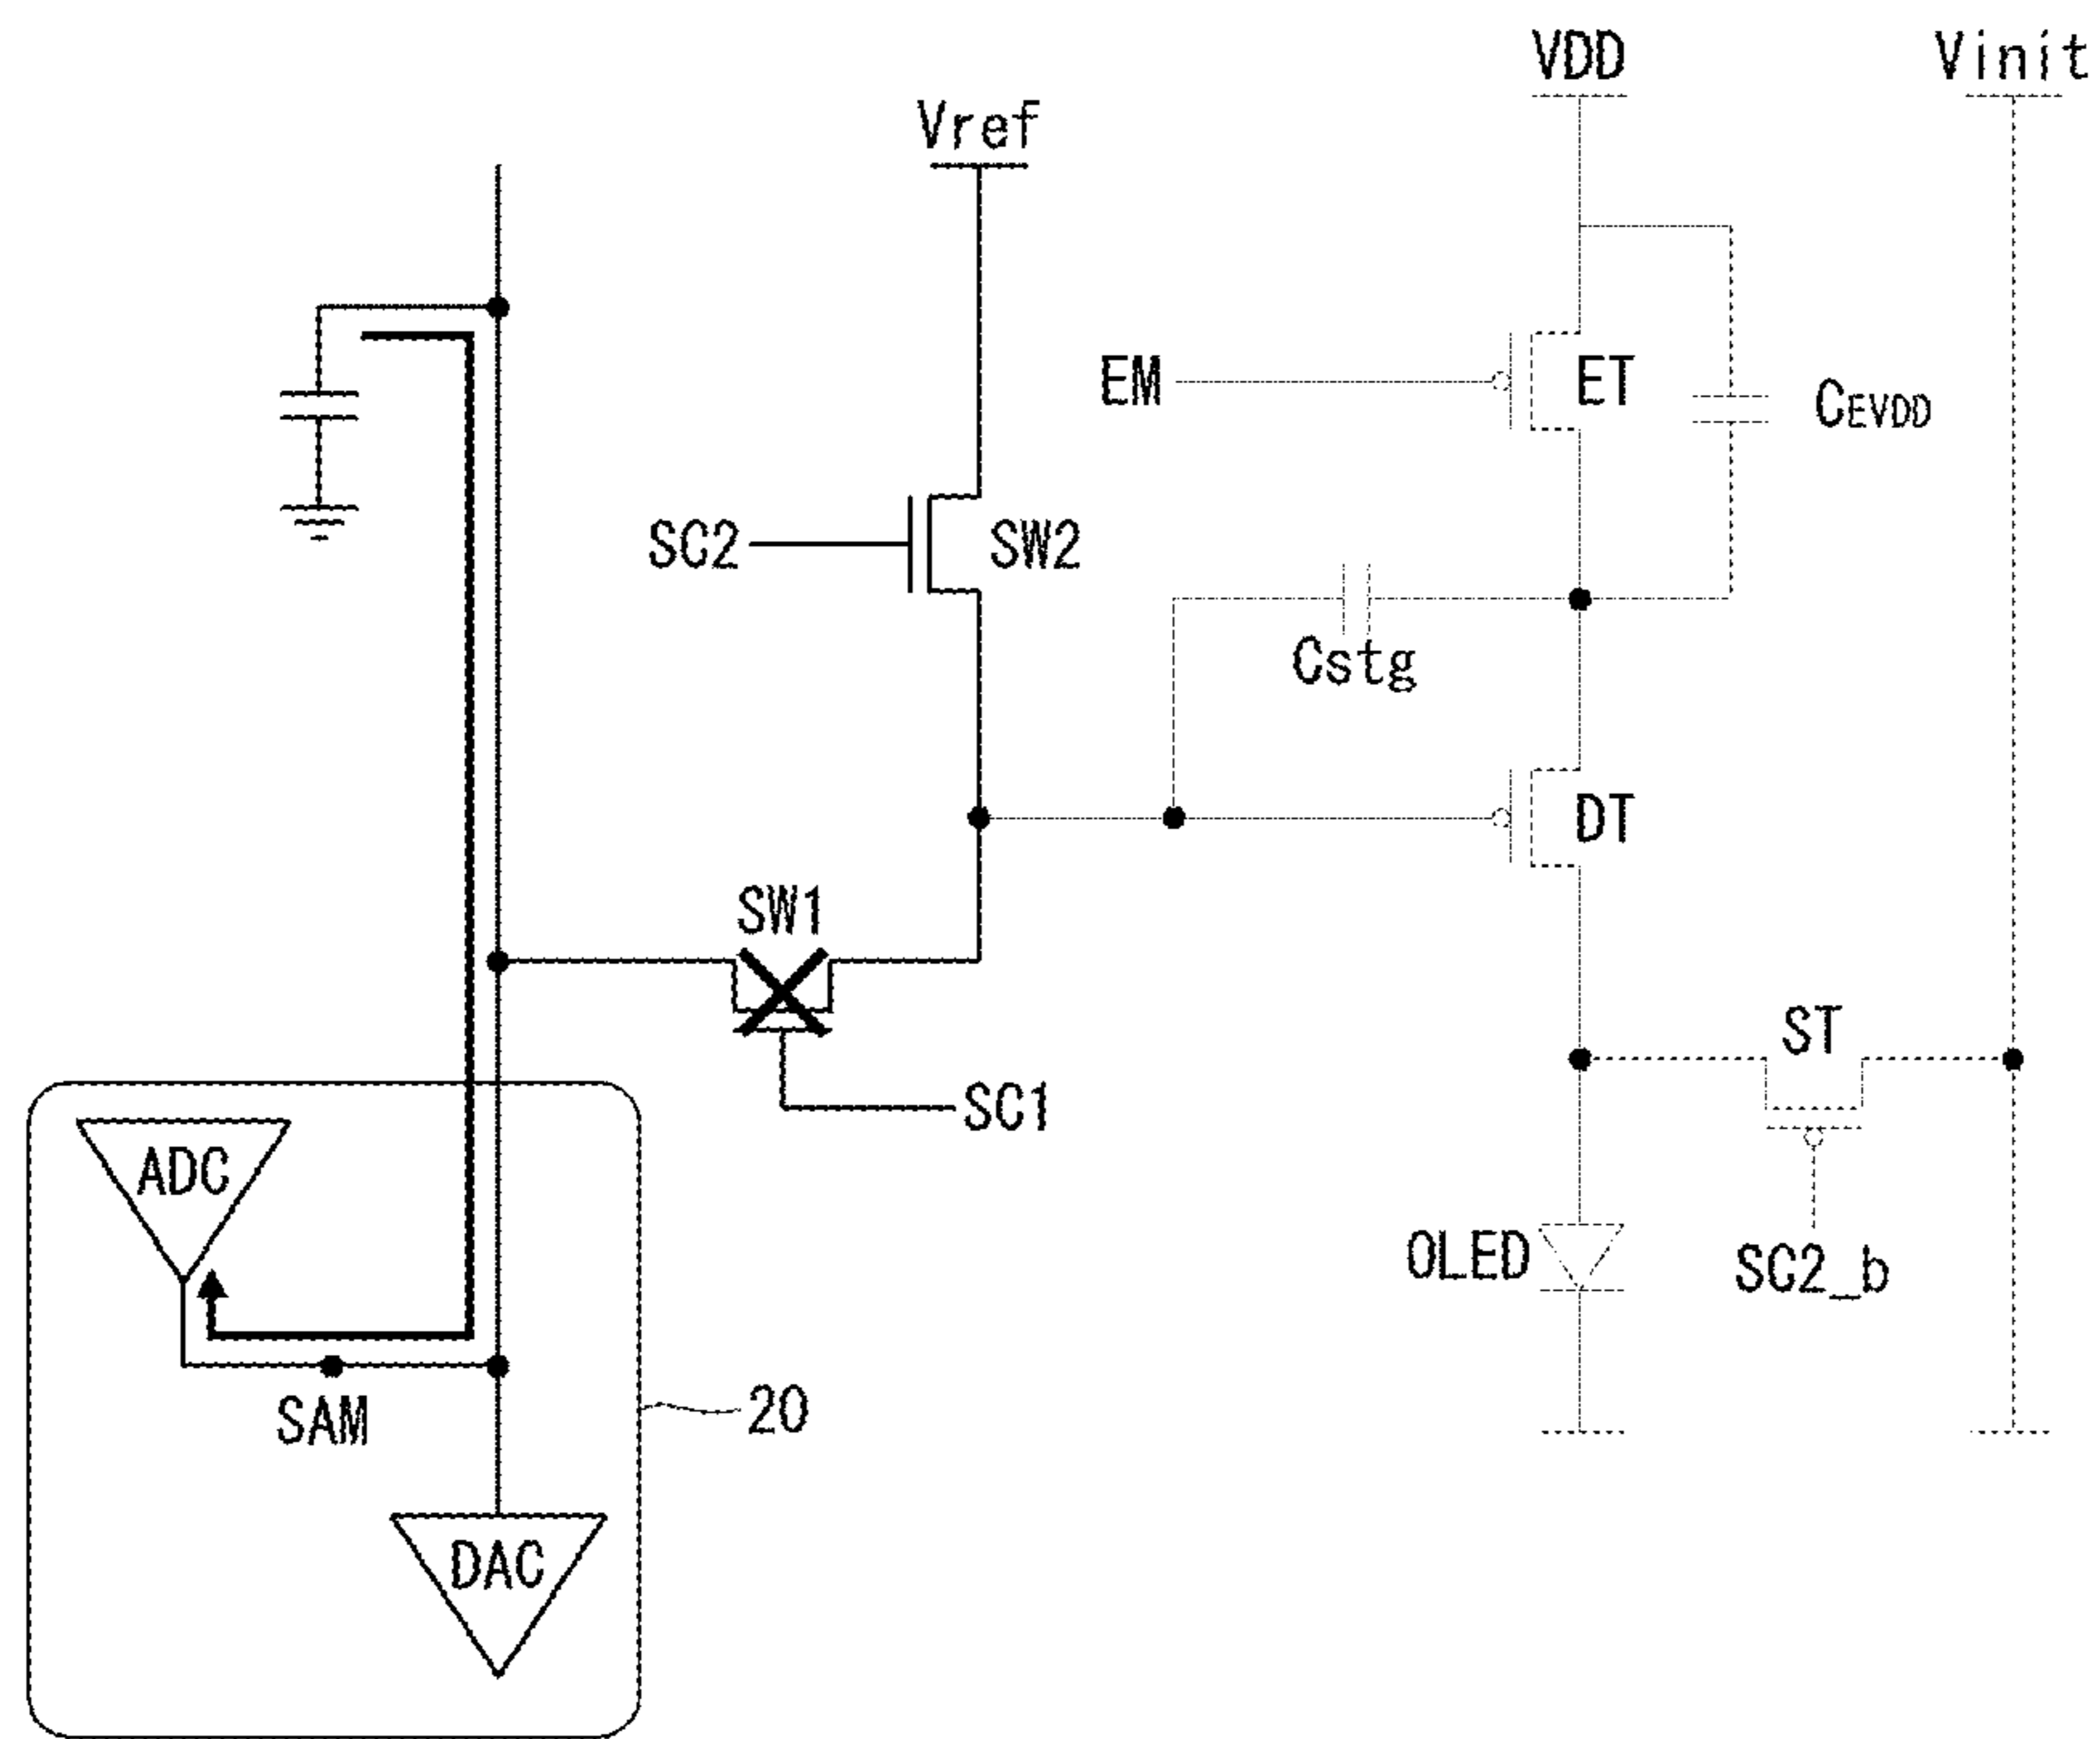 VDD
Vinit
Vref
EM
ET
CEVDD
SC2
SW2
Cstg
DT
SW1
ST
SC1
ADC
OLED
SC2_b
SAM
20
DAC